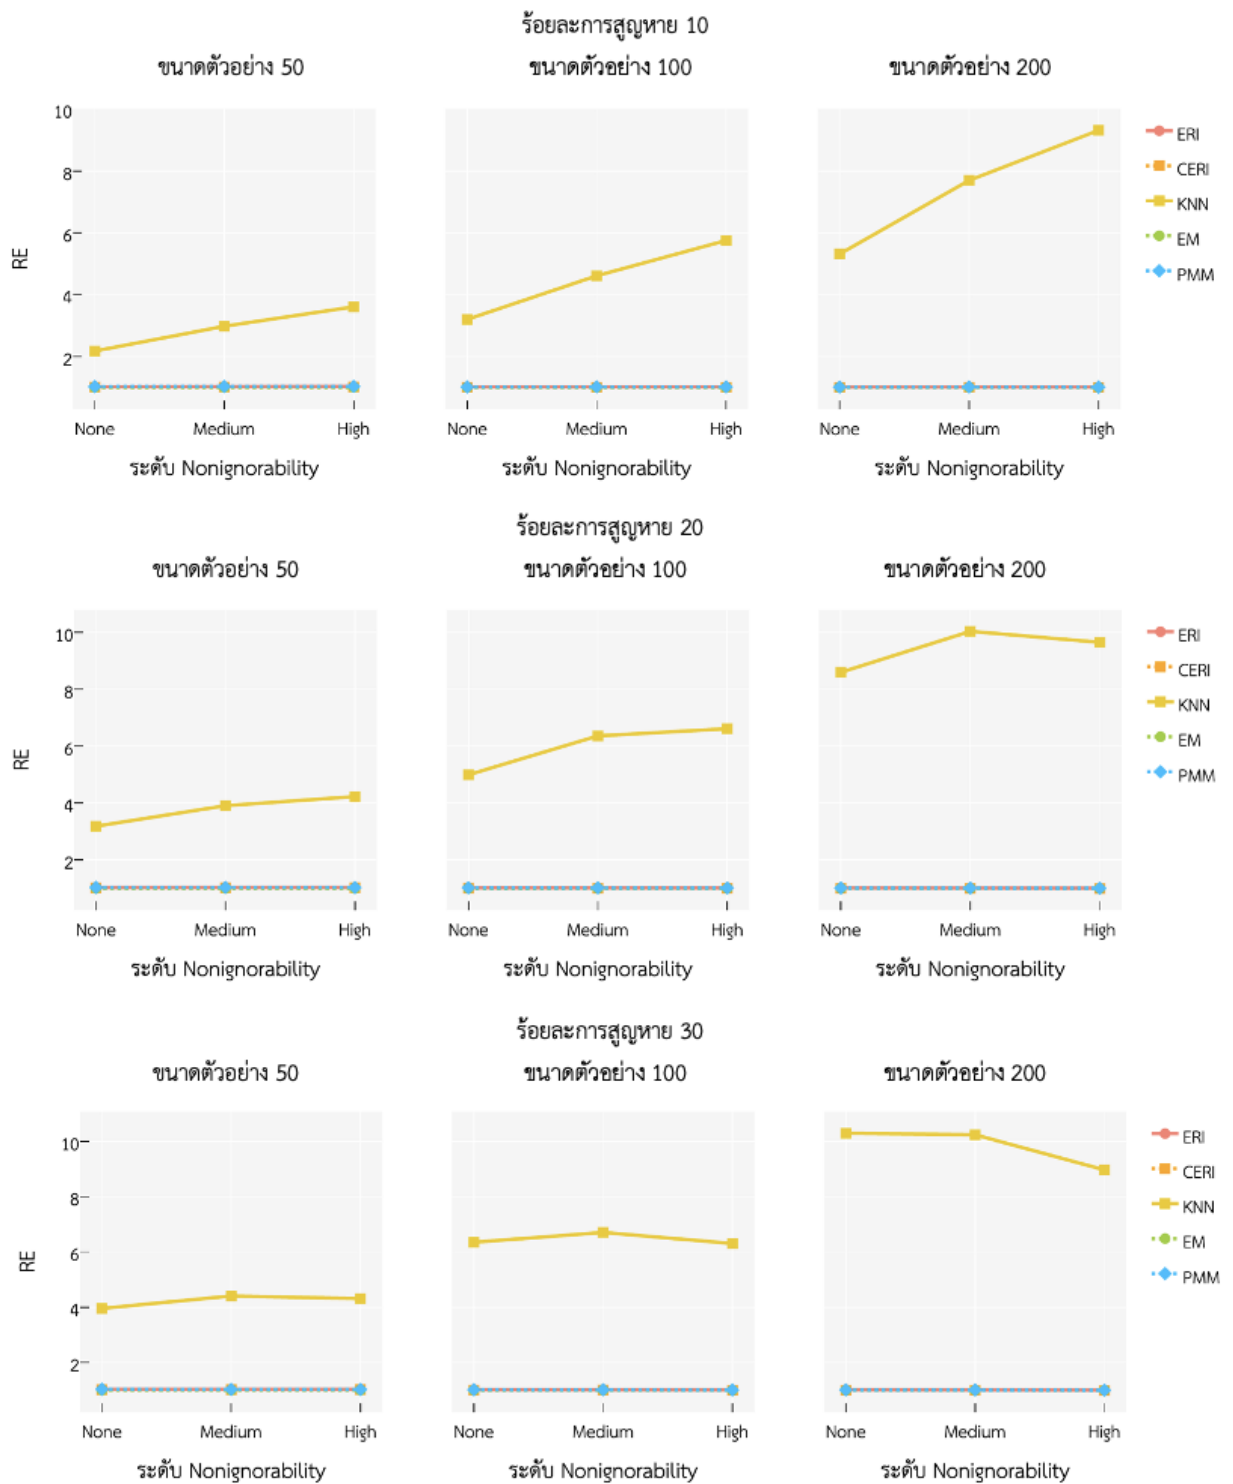 ร้อยละการสูญหาย 10
ขนาดตัวอย่าง 50
ขนาดตัวอย่าง 100
ขนาดตัวอย่าง 200
10
8
6
4
2
RE
None Medium High
None Medium High
None Medium High
ระดับ Nonignorability
ระดับ Nonignorability
ระดับ Nonignorability
ERI
CERI
KNN
EM
PMM
ร้อยละการสูญหาย 20
ขนาดตัวอย่าง 50
ขนาดตัวอย่าง 100
ขนาดตัวอย่าง 200
10
8
6
4
2
RE
None Medium High
None Medium High
None Medium High
ระดับ Nonignorability
ระดับ Nonignorability
ระดับ Nonignorability
ERI
CERI
KNN
EM
PMM
ร้อยละการสูญหาย 30
ขนาดตัวอย่าง 50
ขนาดตัวอย่าง 100
ขนาดตัวอย่าง 200
10
8
6
4
2
RE
None Medium High
None Medium High
None Medium High
ระดับ Nonignorability
ระดับ Nonignorability
ระดับ Nonignorability
ERI
CERI
KNN
EM
PMM